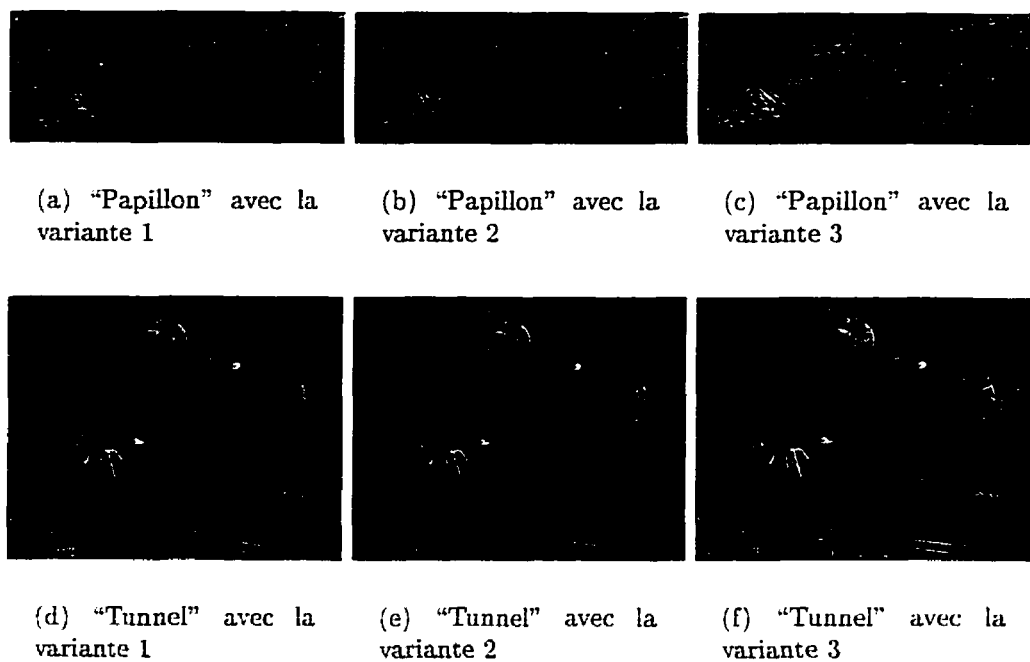 (a) “Papillon” avec la
variante 1
(b) “Papillon” avec la
variante 2
(c) “Papillon” avec la
variante 3
(d) “Tunnel” avec la
variante 1
(e) “Tunnel” avec la
variante 2
(f) “Tunnel” avec la
variante 3